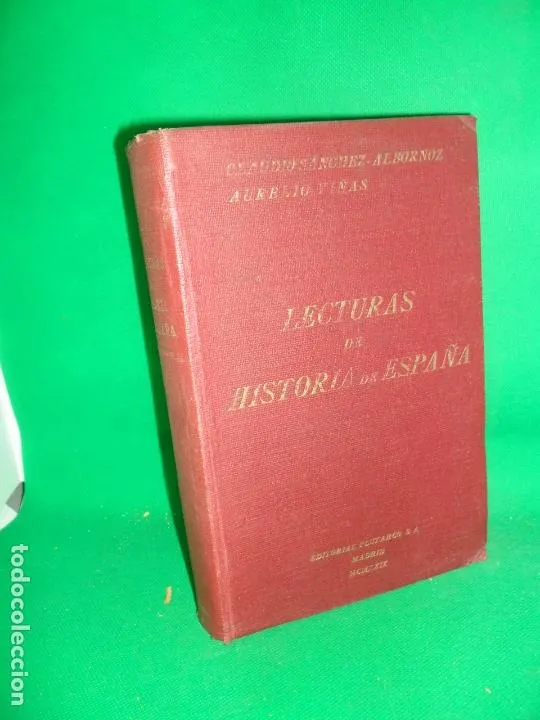 CLAUDIO SÁNCHEZ-ALBORNOZ
AURELIO VIÑAS
LECTURAS
DE
HISTORIA DE ESPAÑA
EDITORIAL PLUTARCO S.A.
MADRID
MCMXXIX
todocoleccion